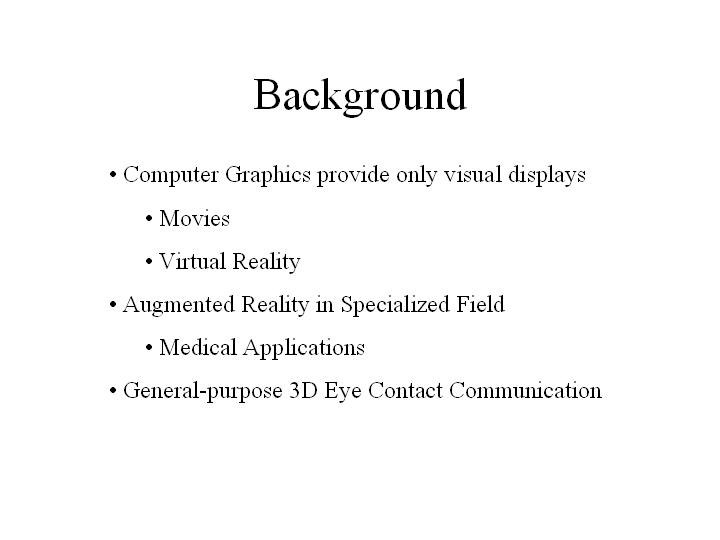 Background
• Computer Graphics provide only visual displays
• Movies
• Virtual Reality
• Augmented Reality in Specialized Field
• Medical Applications
• General-purpose 3D Eye Contact Communication